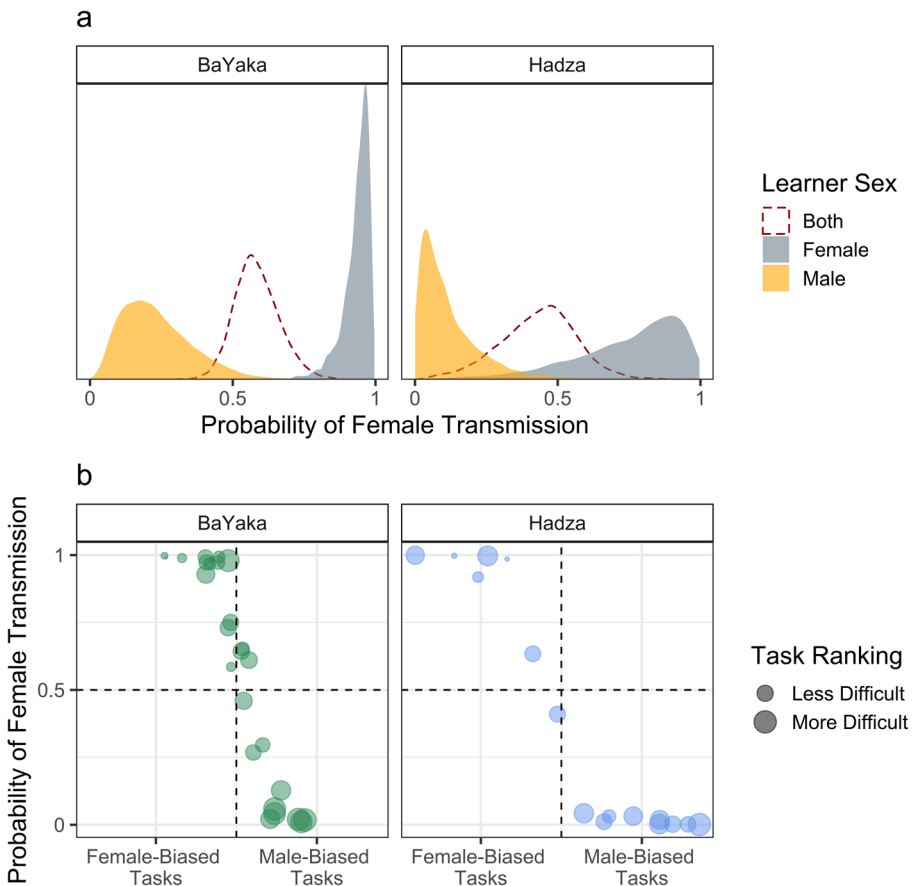 a
BaYaka
Hadza
Learner Sex
Both
Female
Male
0
0.5
1
0
0.5
1
Probability of Female Transmission
b
BaYaka
Hadza
Probability of Female Transmission
1
0.5
0
Task Ranking
Less Difficult
More Difficult
Female-Biased
Tasks
Male-Biased
Tasks
Female-Biased
Tasks
Male-Biased
Tasks